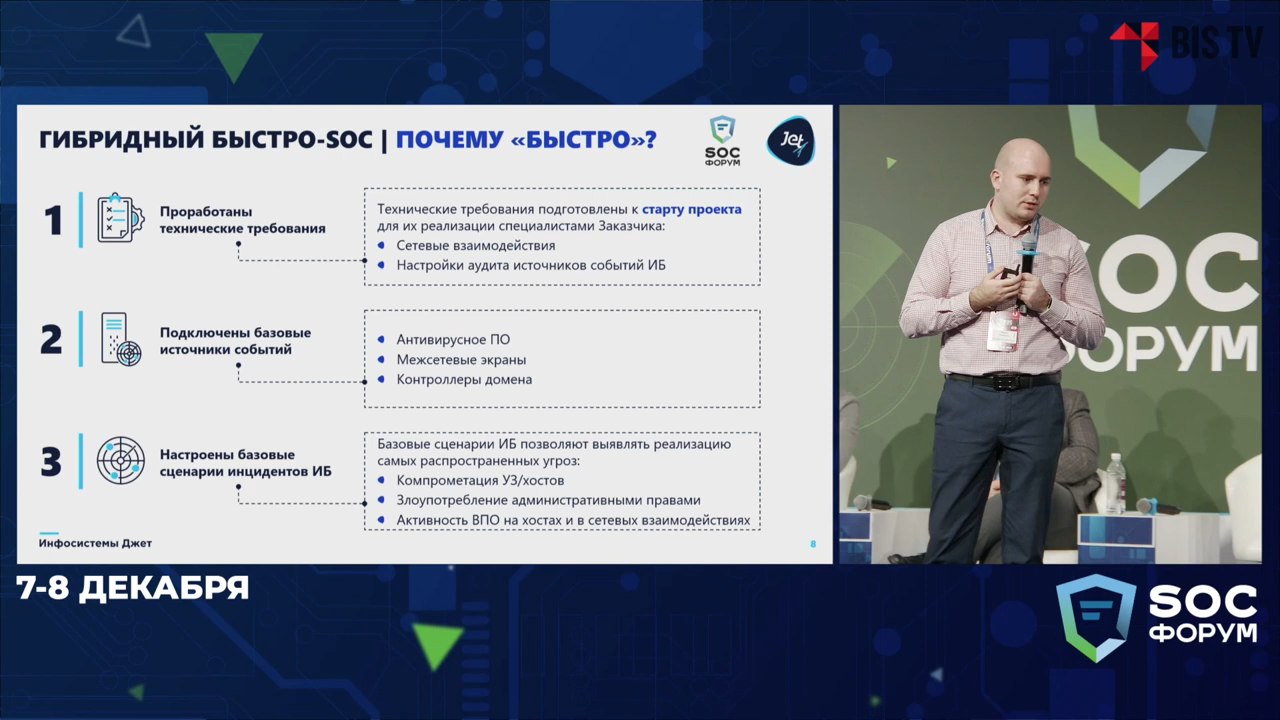 BIS TV
ГИБРИДНЫЙ БЫСТРО-SOC | ПОЧЕМУ «БЫСТРО»?
SOC
ФОРУМ
Jet
1
Проработаны
технические требования
Технические требования подготовлены к старту проекта
для их реализации специалистами Заказчика:
Сетевые взаимодействия
Настройки аудита источников событий ИБ
2
Подключены базовые
источники событий
Антивирусное ПО
Межсетевые экраны
Контроллеры домена
3
Настроены базовые
сценарии инцидентов ИБ
Базовые сценарии ИБ позволяют выявлять реализацию
самых распространенных угроз:
Компрометация УЗ/хостов
Злоупотребление административными правами
Активность ВПО на хостах и в сетевых взаимодействиях
Инфосистемы Джет
8
SOC
ФОРУМ
7-8 ДЕКАБРЯ
SOC
ФОРУМ